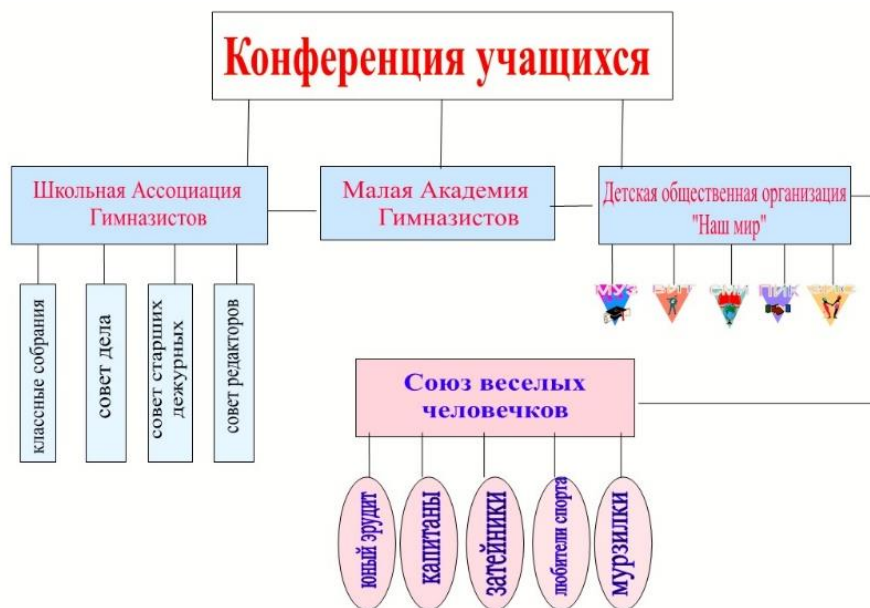 Конференция учащихся
Школьная Ассоциация
Гимназистов
Малая Академия
Гимназистов
Детская общественная организация
"Наш мир"
классные собрания
совет дела
совет старших
дежурных
совет редакторов
Союз веселых
человечков
юный эрудит
капитаны
затейники
любители спорта
мурзилки